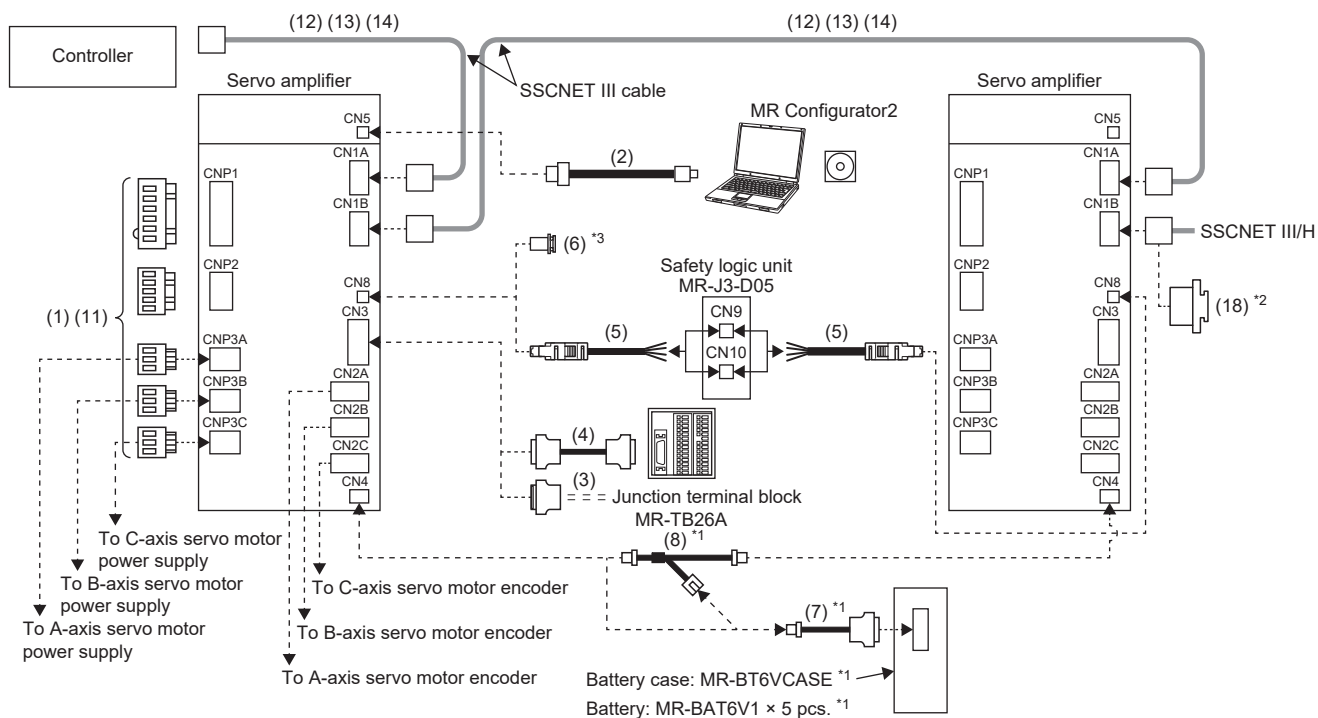 (12) (13) (14)
(12) (13) (14)
Controller
Servo amplifier
SSCNET III cable
Servo amplifier
MR Configurator2
CN5
CN5
CN1A
(2)
CN1A
CNP1
CNP1
CN1B
CN1B
SSCNET III/H
(6) *3
Safety logic unit
MR-J3-D05
CNP2
CN8
CNP2
CN8
(18) *2
(1) (11)
CN3
(5)
CN9
(5)
CN3
CN10
CNP3A
CNP3A
CN2A
CN2A
CNP3B
CNP3B
CN2B
CN2B
CNP3C
CNP3C
(4)
CN2C
CN2C
CN4
(3)
CN4
Junction terminal block
MR-TB26A
(8) *1
To C-axis servo motor
power supply
To B-axis servo motor
power supply
To A-axis servo motor
power supply
To C-axis servo motor encoder
To B-axis servo motor encoder
To A-axis servo motor encoder
(7) *1
Battery case: MR-BT6VCASE *1
Battery: MR-BAT6V1 × 5 pcs. *1